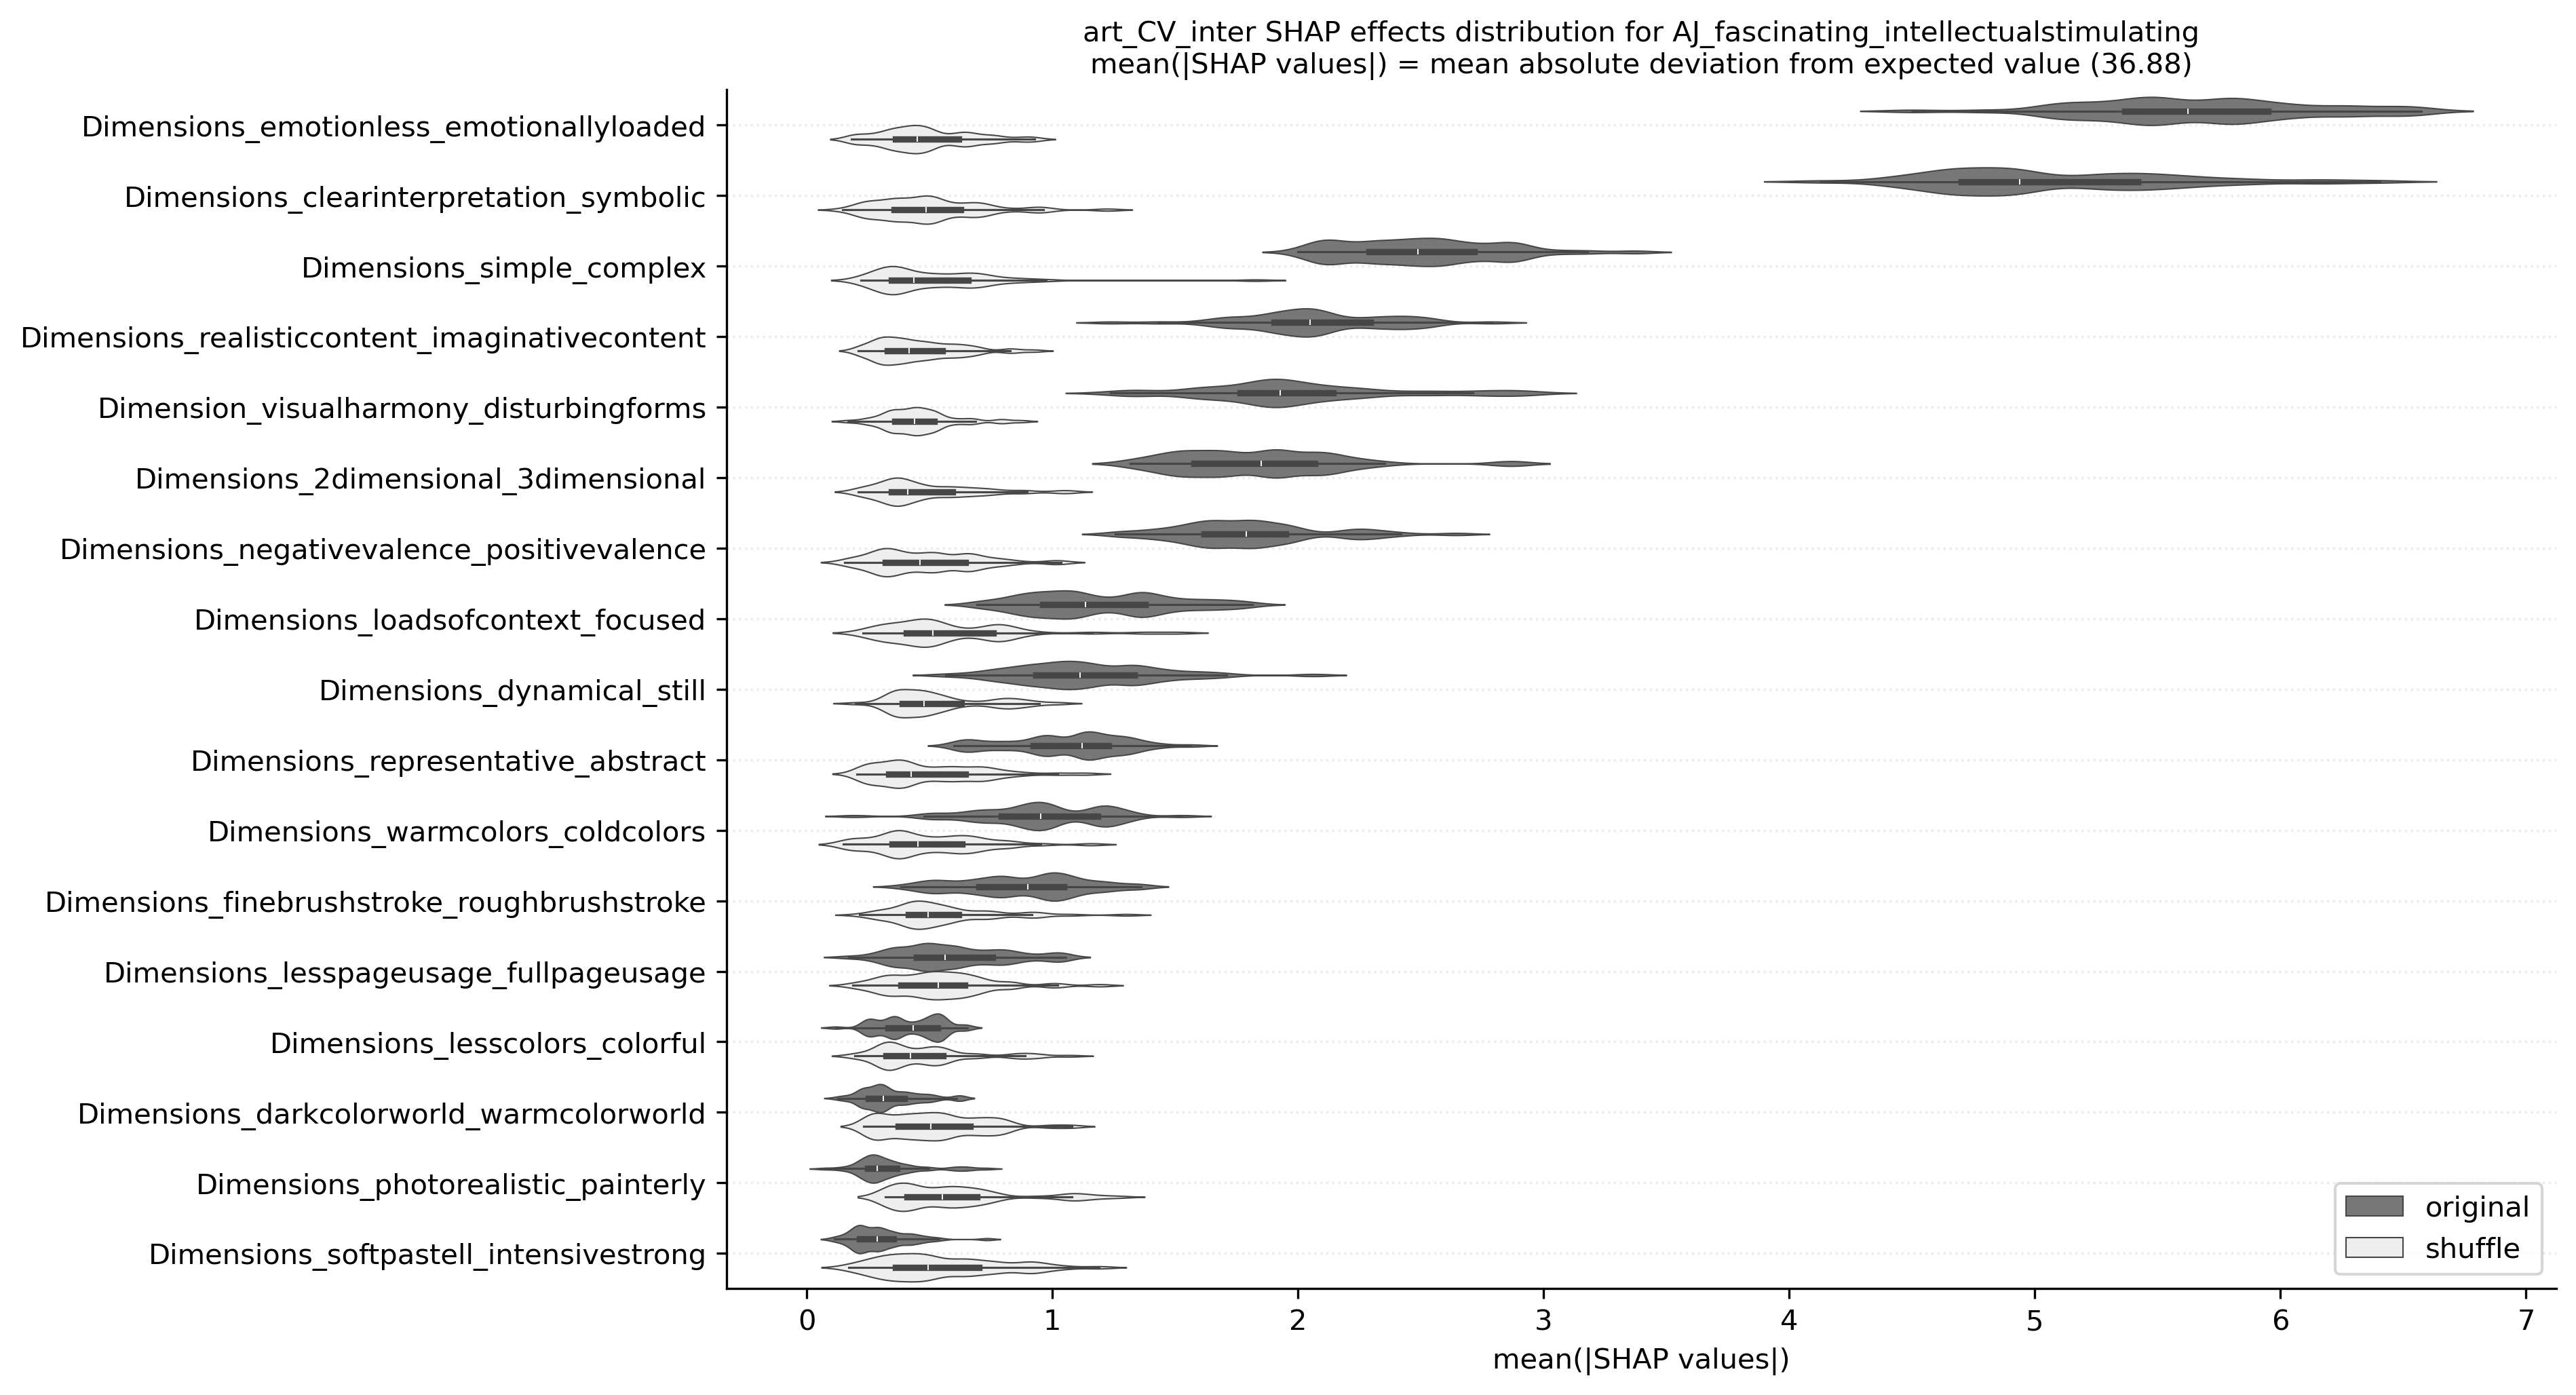 art_CV_inter SHAP effects distribution for AJ_fascinating_intellectualstimulating
mean(|SHAP values|) = mean absolute deviation from expected value (36.88)
Dimensions_emotionless_emotionallyloaded
Dimensions_clearinterpretation_symbolic
Dimensions_simple_complex
Dimensions_realisticcontent_imaginativecontent
Dimension_visualharmony_disturbingforms
Dimensions_2dimensional_3dimensional
Dimensions_negativevalence_positivevalence
Dimensions_loadsofcontext_focused
Dimensions_dynamical_still
Dimensions_representative_abstract
Dimensions_warmcolors_coldcolors
Dimensions_finebrushstroke_roughbrushstroke
Dimensions_lesspageusage_fullpageusage
Dimensions_lesscolors_colorful
Dimensions_darkcolorworld_warmcolorworld
Dimensions_photorealistic_painterly
Dimensions_softpastell_intensivestrong
original
shuffle
0 1 2 3 4 5 6 7
mean(|SHAP values|)